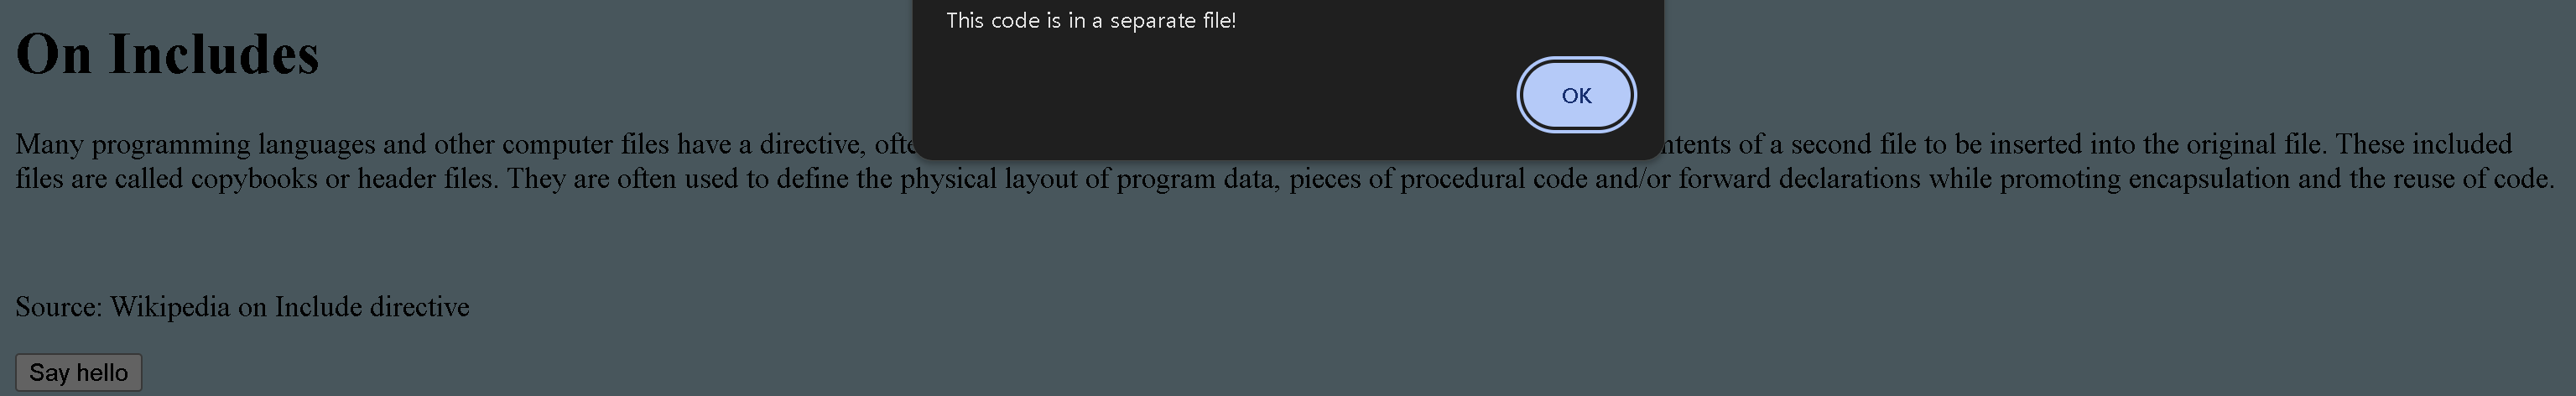 This code is in a separate file!
OK
On Includes
Many programming languages and other computer files have a directive, of a second file to be inserted into the original file. These included
files are called copybooks or header files. They are often used to define the physical layout of program data, pieces of procedural code and/or forward declarations while promoting encapsulation and the reuse of code.
Source: Wikipedia on Include directive
Say hello